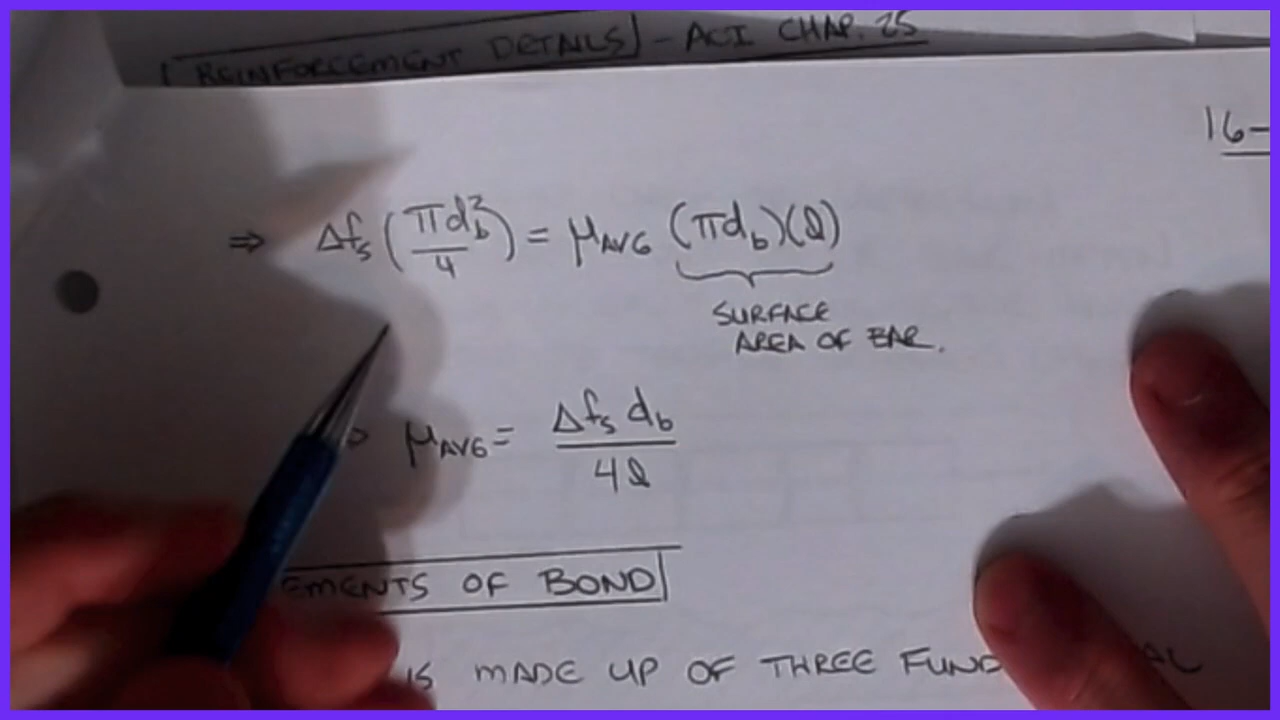 REINFORCEMENT DETAILS - ACI CHAP. 25
16-
⇒ Δfs (πdb²/4) = μAVG (πdb)(l)
SURFACE
AREA OF BAR.
⇒ μAVG = Δfs db / 4l
EMENTS OF BOND
IS MADE UP OF THREE